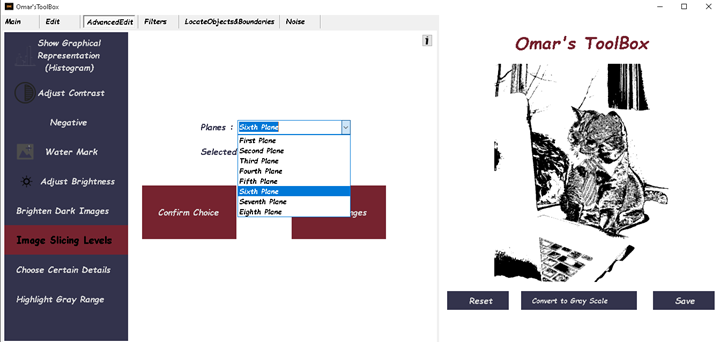 Omar'sToolBox
Main
Edit
AdvancedEdit
Filters
LocateObjects&Boundaries
Noise
Show Graphical
Representation
(Histogram)
Adjust Contrast
Negative
Water Mark
Adjust Brightness
Brighten Dark Images
Image Slicing Levels
Choose Certain Details
Highlight Gray Range
i
Planes :
Sixth Plane
First Plane
Second Plane
Third Plane
Fourth Plane
Fifth Plane
Sixth Plane
Seventh Plane
Eighth Plane
Selected
Confirm Choice
Omar's ToolBox
Reset
Convert to Gray Scale
Save